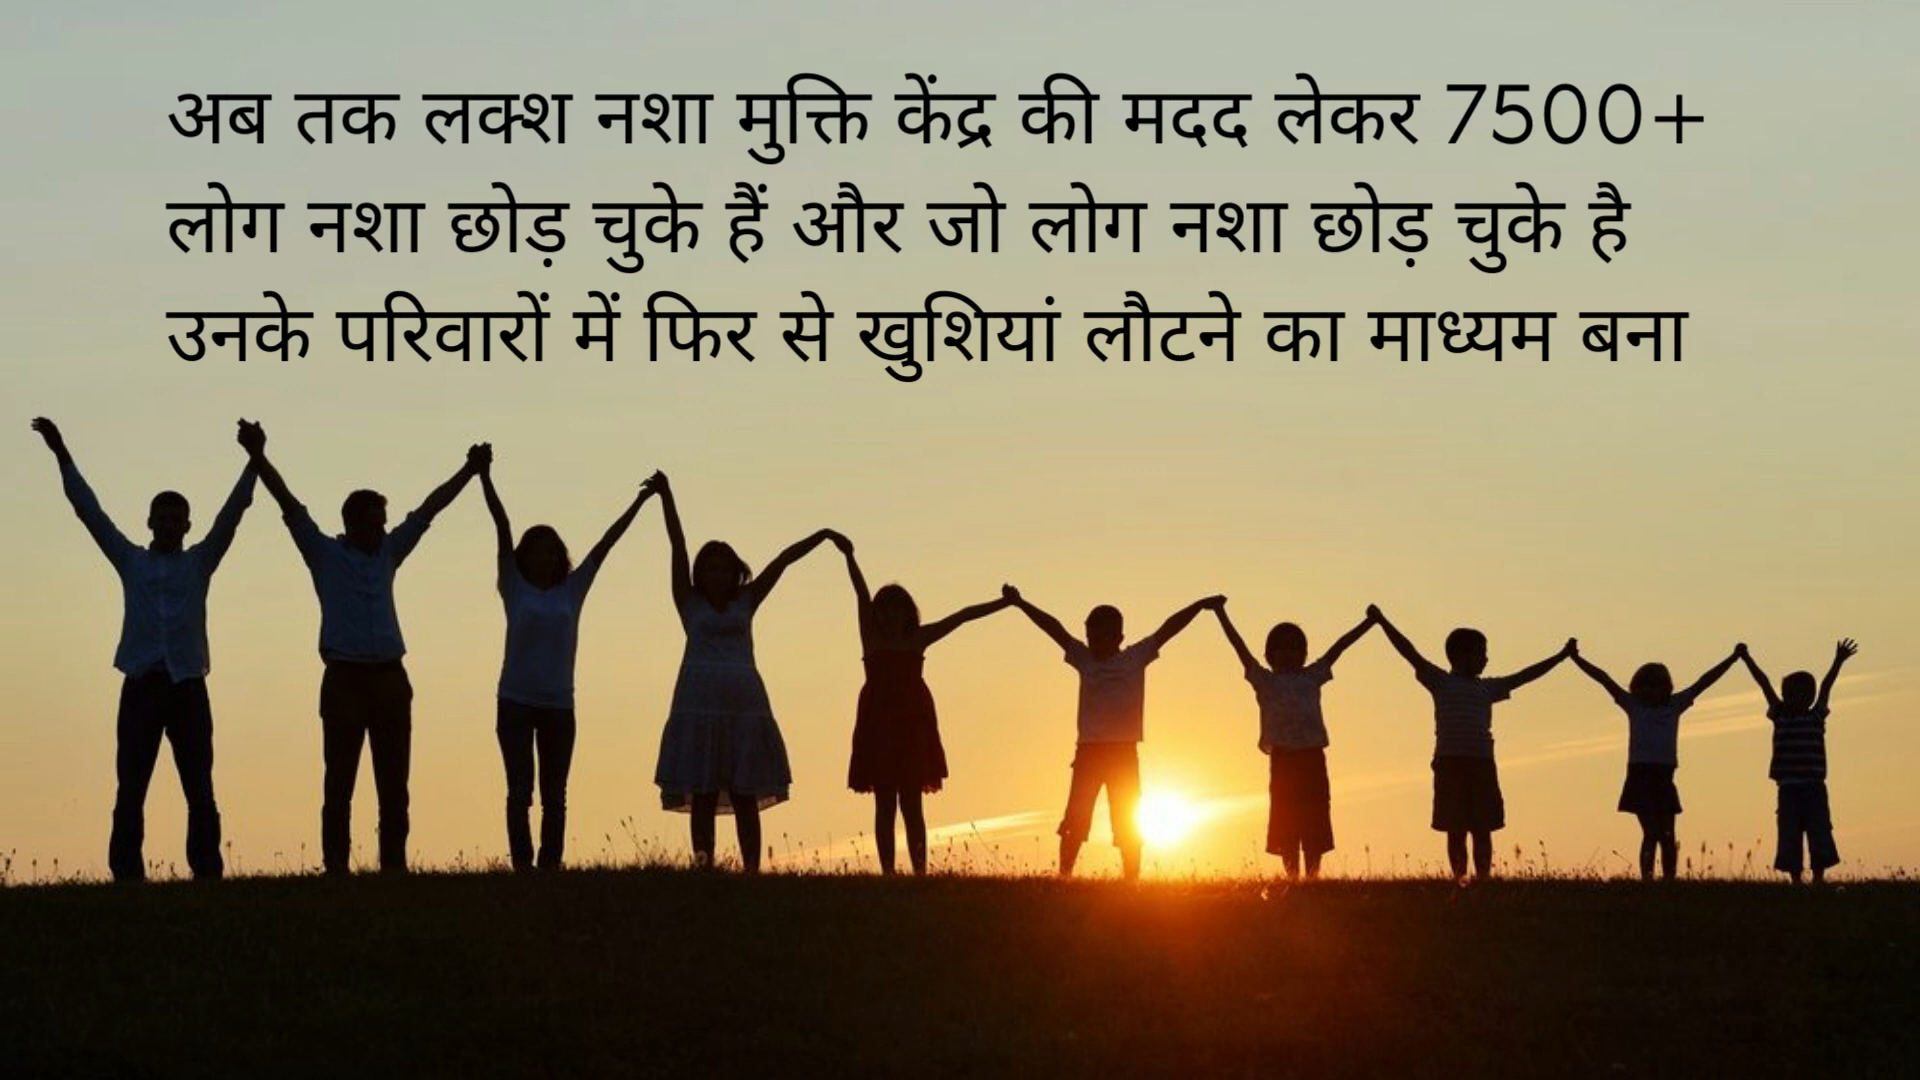 अब तक लक्श नशा मुक्ति केंद्र की मदद लेकर 7500+
लोग नशा छोड़ चुके हैं और जो लोग नशा छोड़ चुके है
उनके परिवारों में फिर से खुशियां लौटने का माध्यम बना